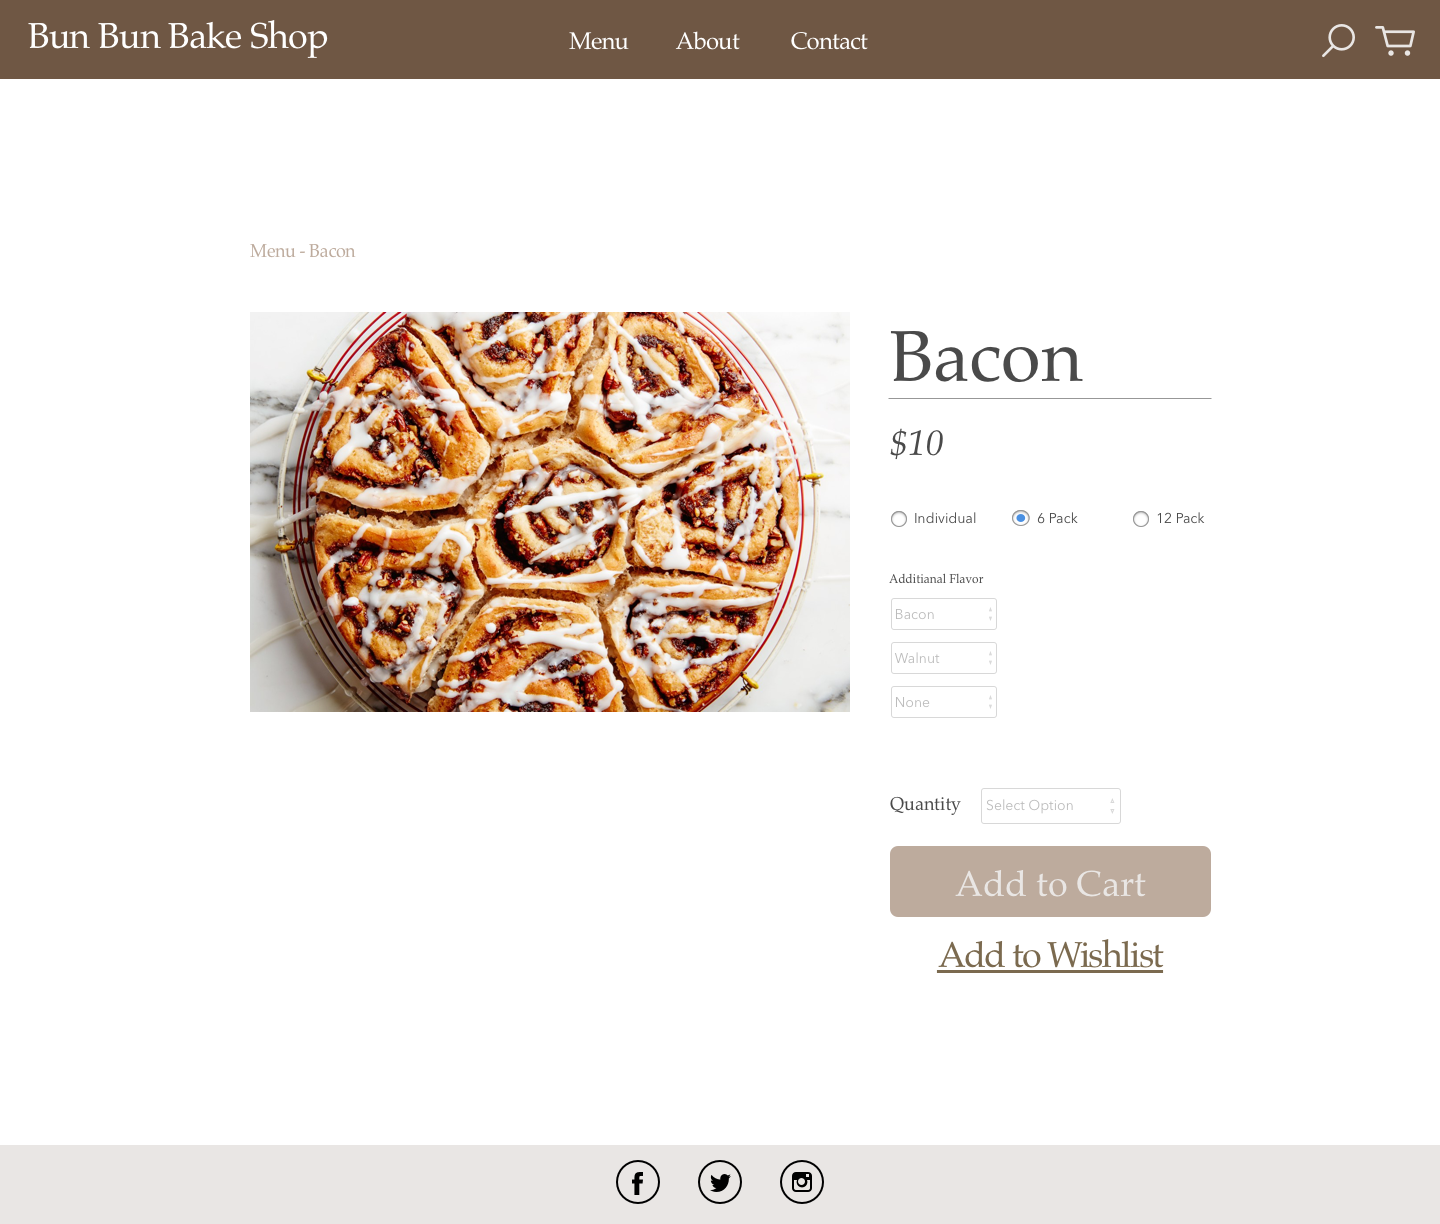 Bun Bun Bake Shop
Menu
About
Contact
Menu - Bacon
Bacon
$10
Individual
6 Pack
12 Pack
Additianal Flavor
Bacon
Walnut
None
Quantity
Select Option
Add to Cart
Add to Wishlist